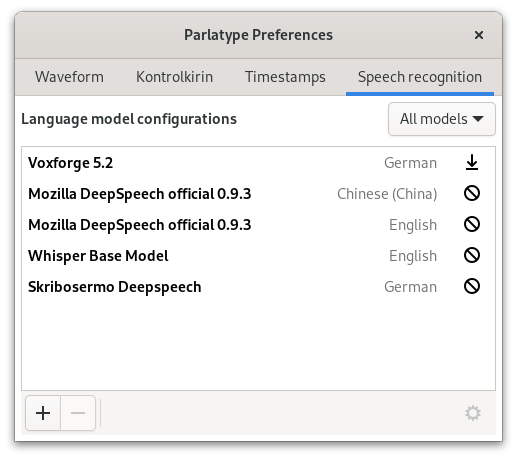 Parlatype Preferences
Waveform Kontrolkirin Timestamps Speech recognition
Language model configurations All models
Voxforge 5.2 German
Mozilla DeepSpeech official 0.9.3 Chinese (China)
Mozilla DeepSpeech official 0.9.3 English
Whisper Base Model English
Skribosermo Deepspeech German